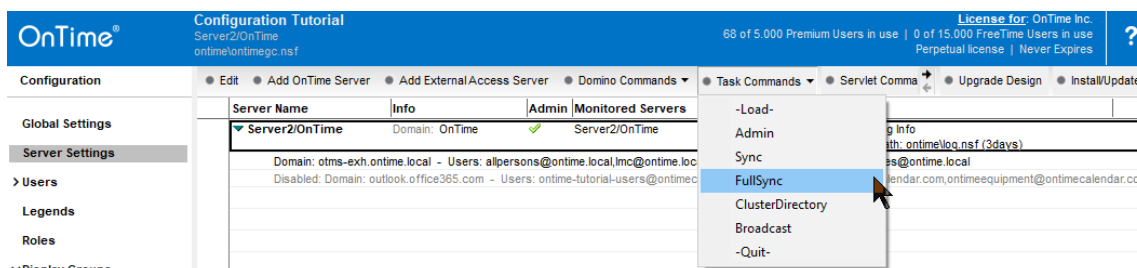 OnTime®
Configuration Tutorial
Server2/OnTime
ontime\ontimegc.nsf
License for: OnTime Inc.
68 of 5.000 Premium Users in use | 0 of 15.000 FreeTime Users in use
Perpetual license | Never Expires
?
Configuration
Edit
Add OnTime Server
Add External Access Server
Domino Commands
Task Commands
Servlet Comma
Upgrade Design
Install/Update
Server Name
Info
Admin
Monitored Servers
Server2/OnTime
Domain: OnTime
Server2/OnTime
g Info
ath: ontime\log.nsf (3days)
Domain: otms-exh.ontime.local - Users: allpersons@ontime.local,lmc@ontime.loc
es@ontime.local
Disabled: Domain: outlook.office365.com - Users: ontime-tutorial-users@ontimec
lendar.com,ontimeequipment@ontimecalendar.co
-Load-
Admin
Sync
FullSync
ClusterDirectory
Broadcast
-Quit-
Global Settings
Server Settings
Users
Legends
Roles